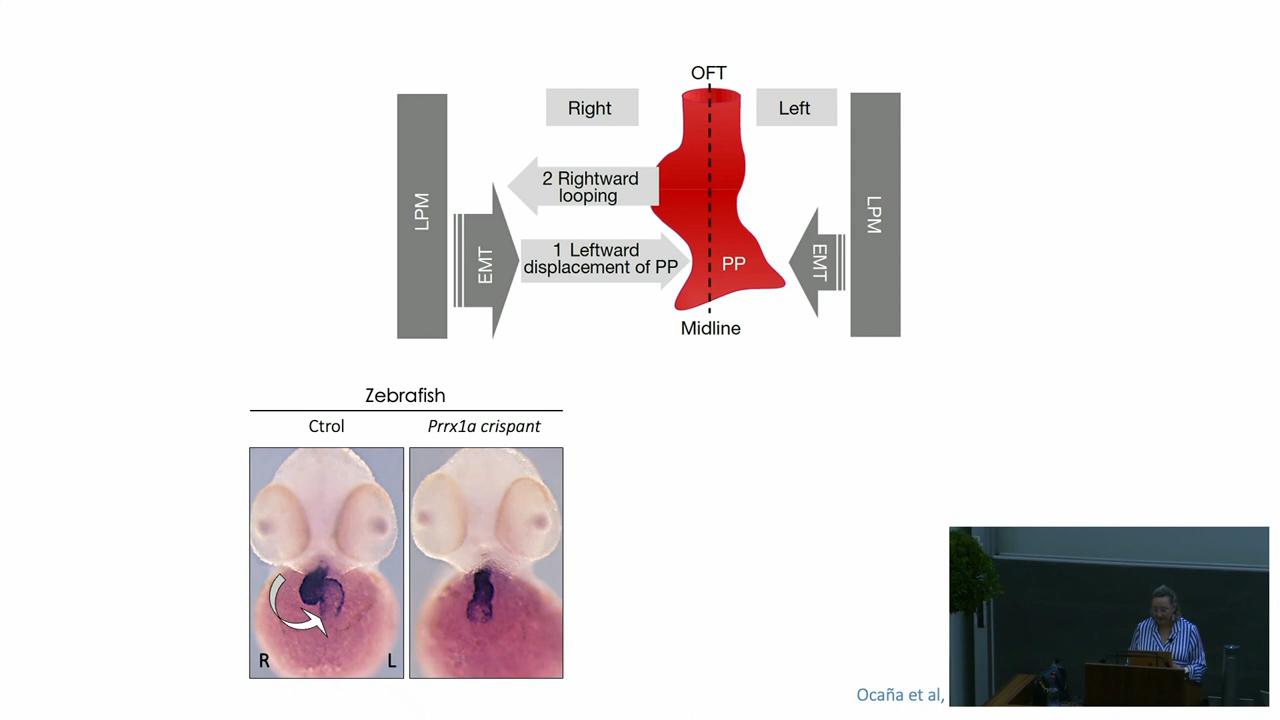 OFT
Right
Left
LPM
2 Rightward
looping
LPM
EMT
1 Leftward
displacement of PP
PP
EMT
Midline
Zebrafish
Ctrol
Prrx1a crispant
R
L
Ocaña et al,